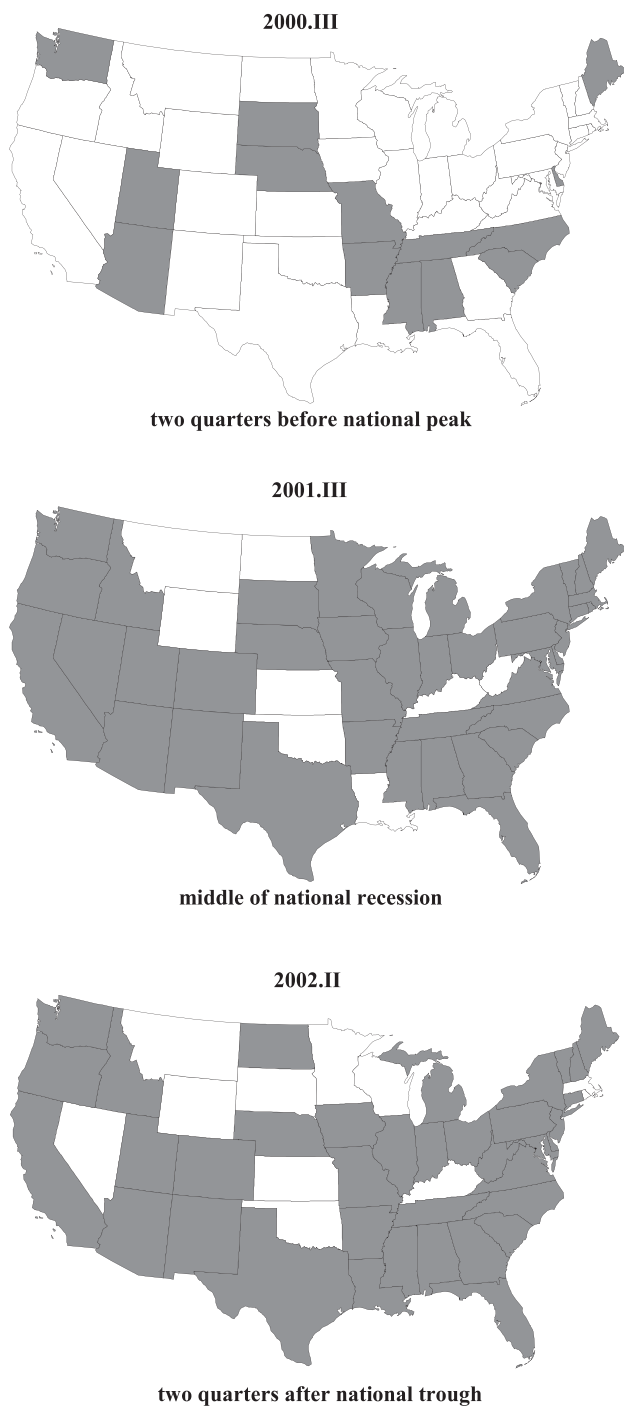 2000.III
two quarters before national peak
2001.III
middle of national recession
2002.II
two quarters after national trough